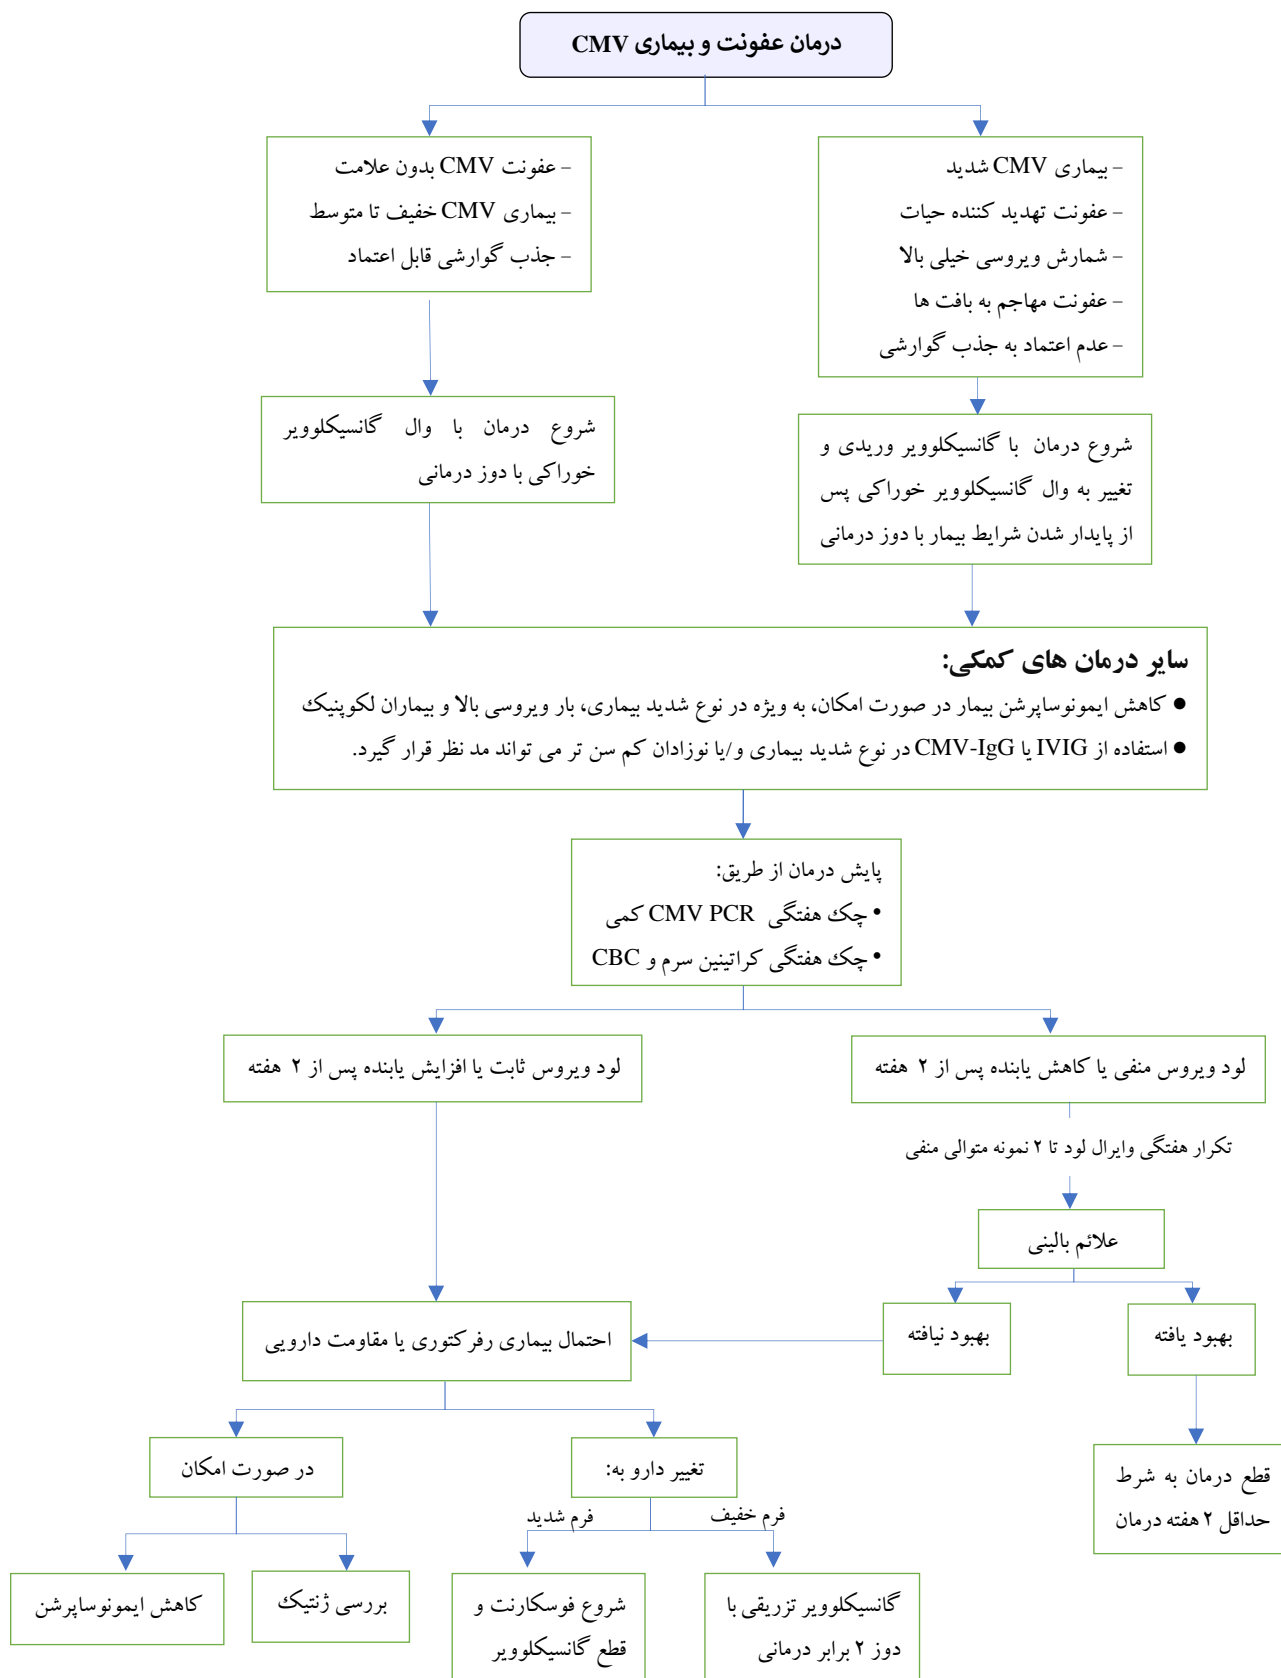 درمان عفونت و بیماری CMV
- بیماری CMV شدید
- عفونت تهدید کننده حیات
- شمارش ویروسی خیلی بالا
- عفونت مهاجم به بافت ها
- عدم اعتماد به جذب گوارشی
- عفونت CMV بدون علامت
- بیماری CMV خفیف تا متوسط
- جذب گوارشی قابل اعتماد
شروع درمان با گانسیکلوویر وریدی و
تغییر به وال گانسیکلوویر خوراکی پس
از پایدار شدن شرایط بیمار با دوز درمانی
شروع درمان با وال گانسیکلوویر
خوراکی با دوز درمانی
سایر درمان های کمکی:
● کاهش ایمونوساپرشن بیمار در صورت امکان، به ویژه در نوع شدید بیماری، بار ویروسی بالا و بیماران لکوپنیک
● استفاده از IVIG یا CMV-IgG در نوع شدید بیماری و/یا نوزادان کم سن تر می تواند مد نظر قرار گیرد.
پایش درمان از طریق:
• چک هفتگی CMV PCR کمی
• چک هفتگی کراتینین سرم و CBC
لود ویروس منفی یا کاهش یابنده پس از ۲ هفته
لود ویروس ثابت یا افزایش یابنده پس از ۲ هفته
تکرار هفتگی وایرال لود تا ۲ نمونه متوالی منفی
علائم بالینی
بهبود یافته
بهبود نیافته
احتمال بیماری رفرکتوری یا مقاومت دارویی
قطع درمان به شرط
حداقل ۲ هفته درمان
تغییر دارو به:
در صورت امکان
فرم خفیف
فرم شدید
گانسیکلوویر تزریقی با
دوز ۲ برابر درمانی
شروع فوسکارنت و
قطع گانسیکلوویر
بررسی ژنتیک
کاهش ایمونوساپرشن